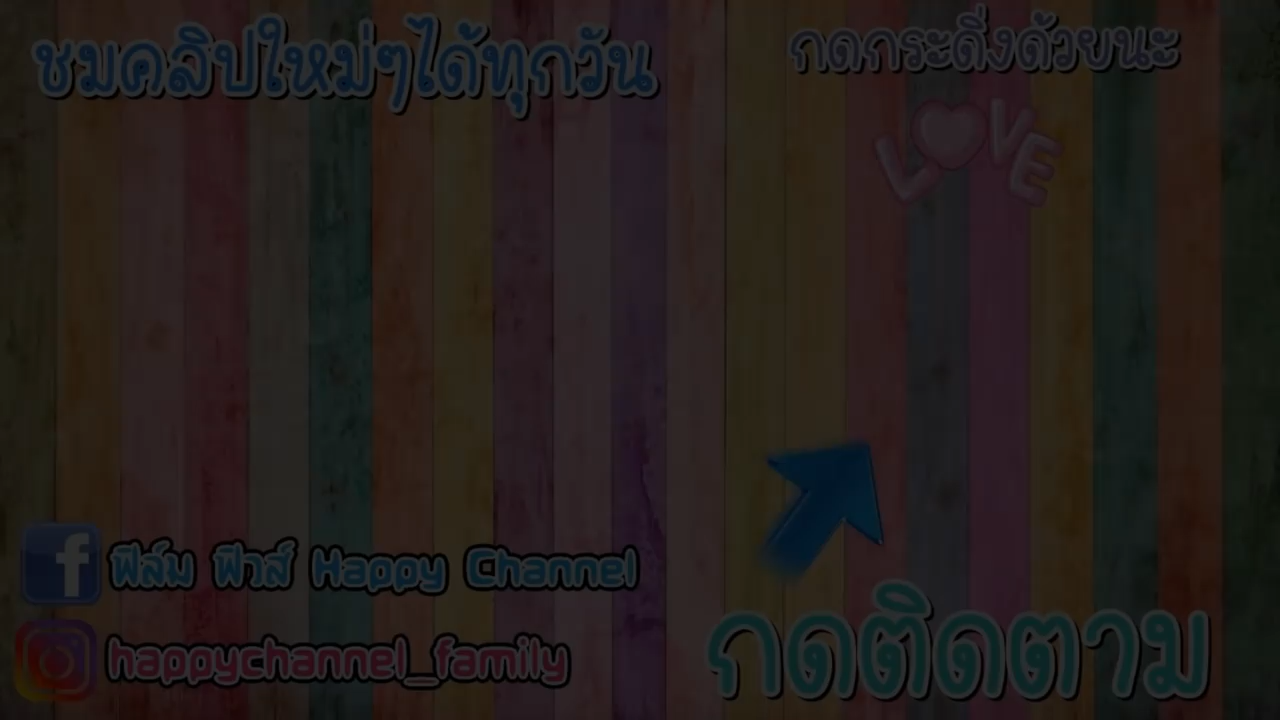 ชมคลิปใหม่ๆได้ทุกวัน
กดกระดิ่งด้วยนะ
LOVE
ฟิล์ม ฟิวส์ Happy Channel
happychannel_family
กดติดตาม